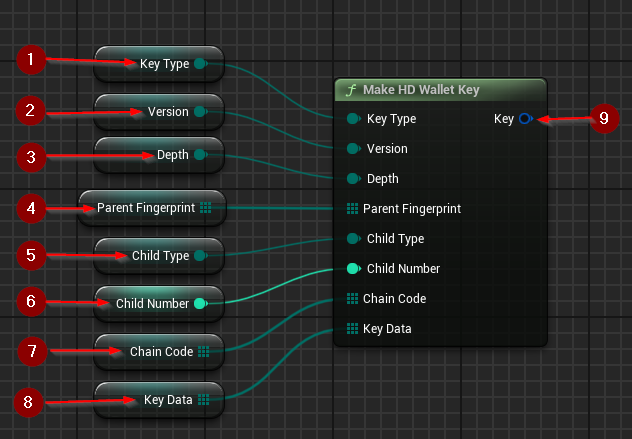 1 Key Type
2 Version
3 Depth
4 Parent Fingerprint
5 Child Type
6 Child Number
7 Chain Code
8 Key Data
f Make HD Wallet Key
Key Type Key 9
Version
Depth
Parent Fingerprint
Child Type
Child Number
Chain Code
Key Data